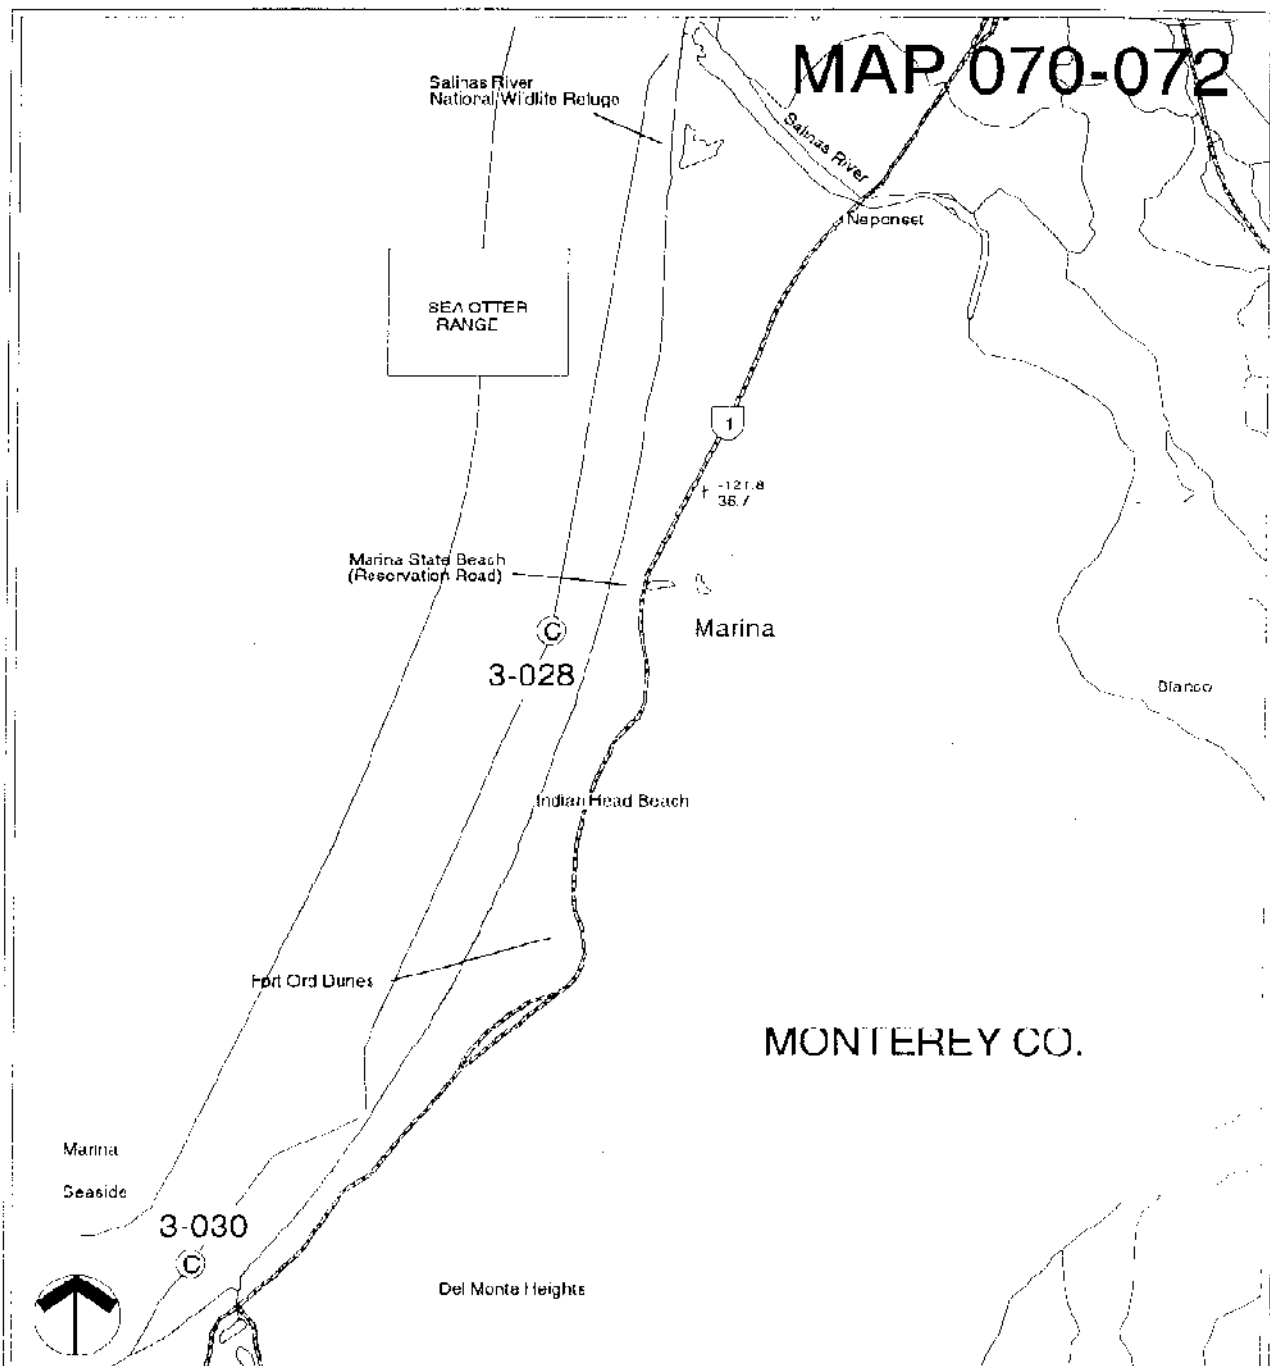 MAP 070-072
Salinas River
National Wildlife Refuge
Salinas River
Neponset
SEA OTTER
RANGE
1
-121.8
36.7
Marina State Beach
(Reservation Road)
C
Marina
3-028
Blanco
Indian Head Beach
Fort Ord Dunes
MONTEREY CO.
Marina
Seaside
3-030
C
Del Monte Heights